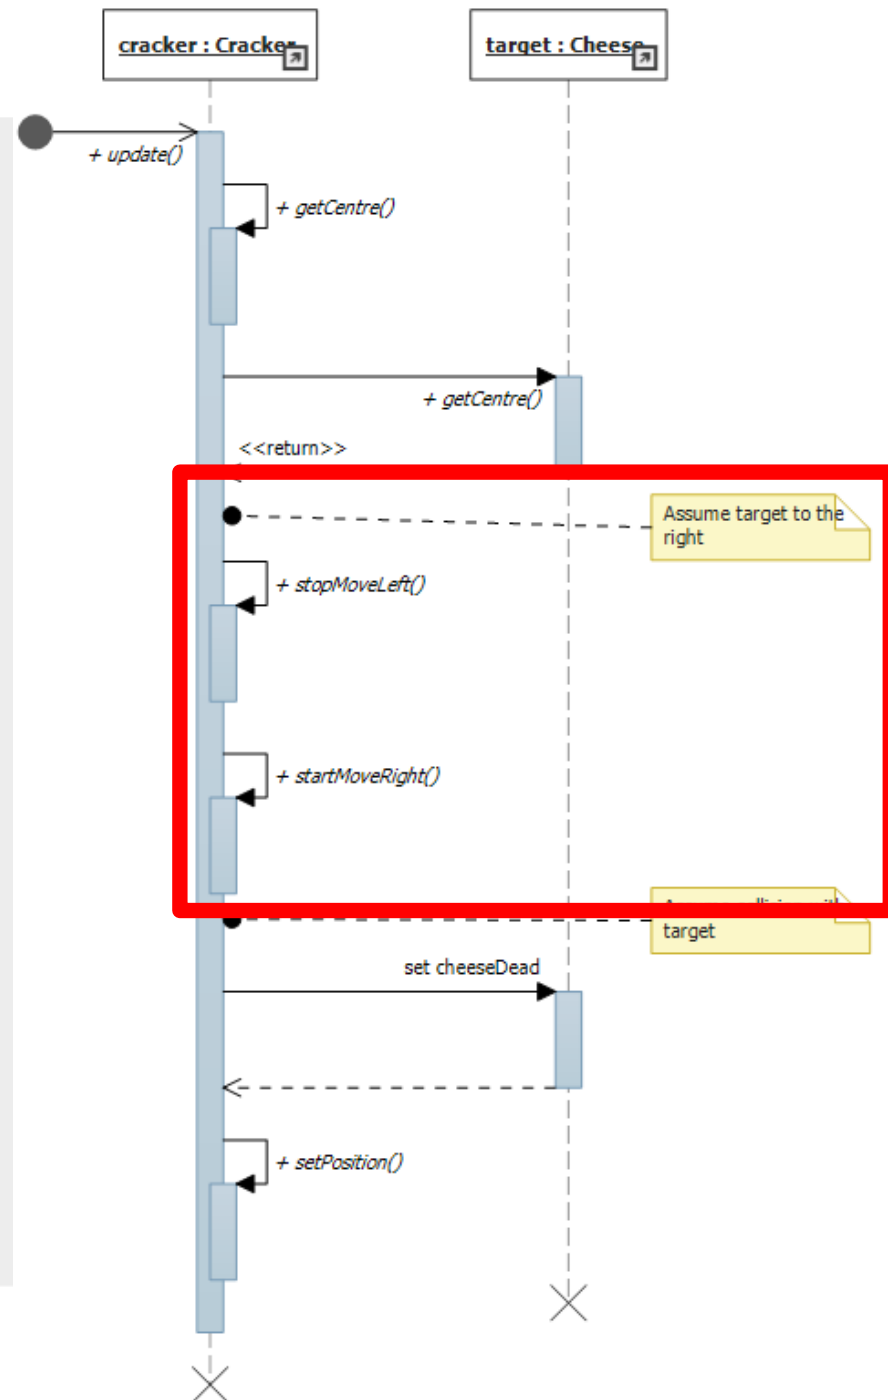 cracker : Cracker
target : Cheese
+ update()
+ getCentre()
+ getCentre()
<<return>>
Assume target to the
right
+ stopMoveLeft()
+ startMoveRight()
target
set cheeseDead
+ setPosition()